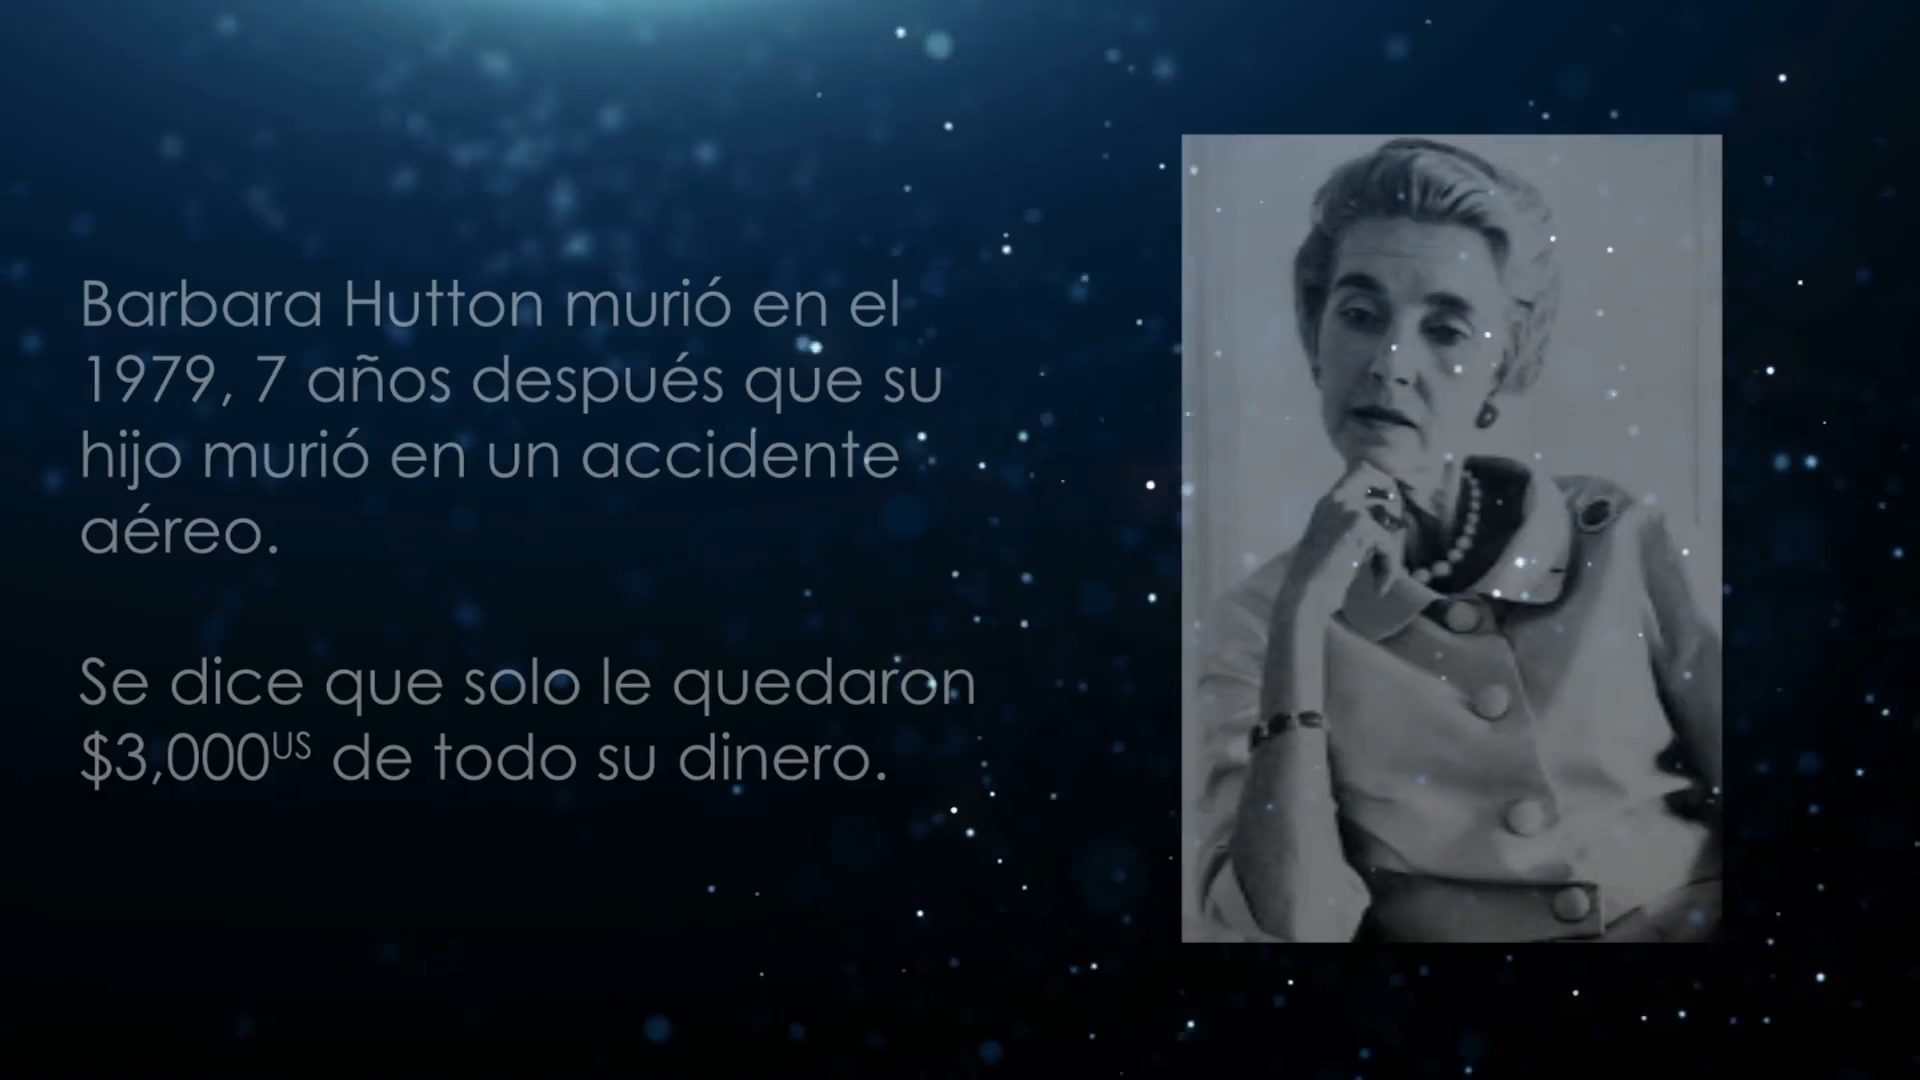 Barbara Hutton murió en el
1979, 7 años después que su
hijo murió en un accidente
aéreo.
Se dice que solo le quedaron
$3,000ᵁˢ de todo su dinero.